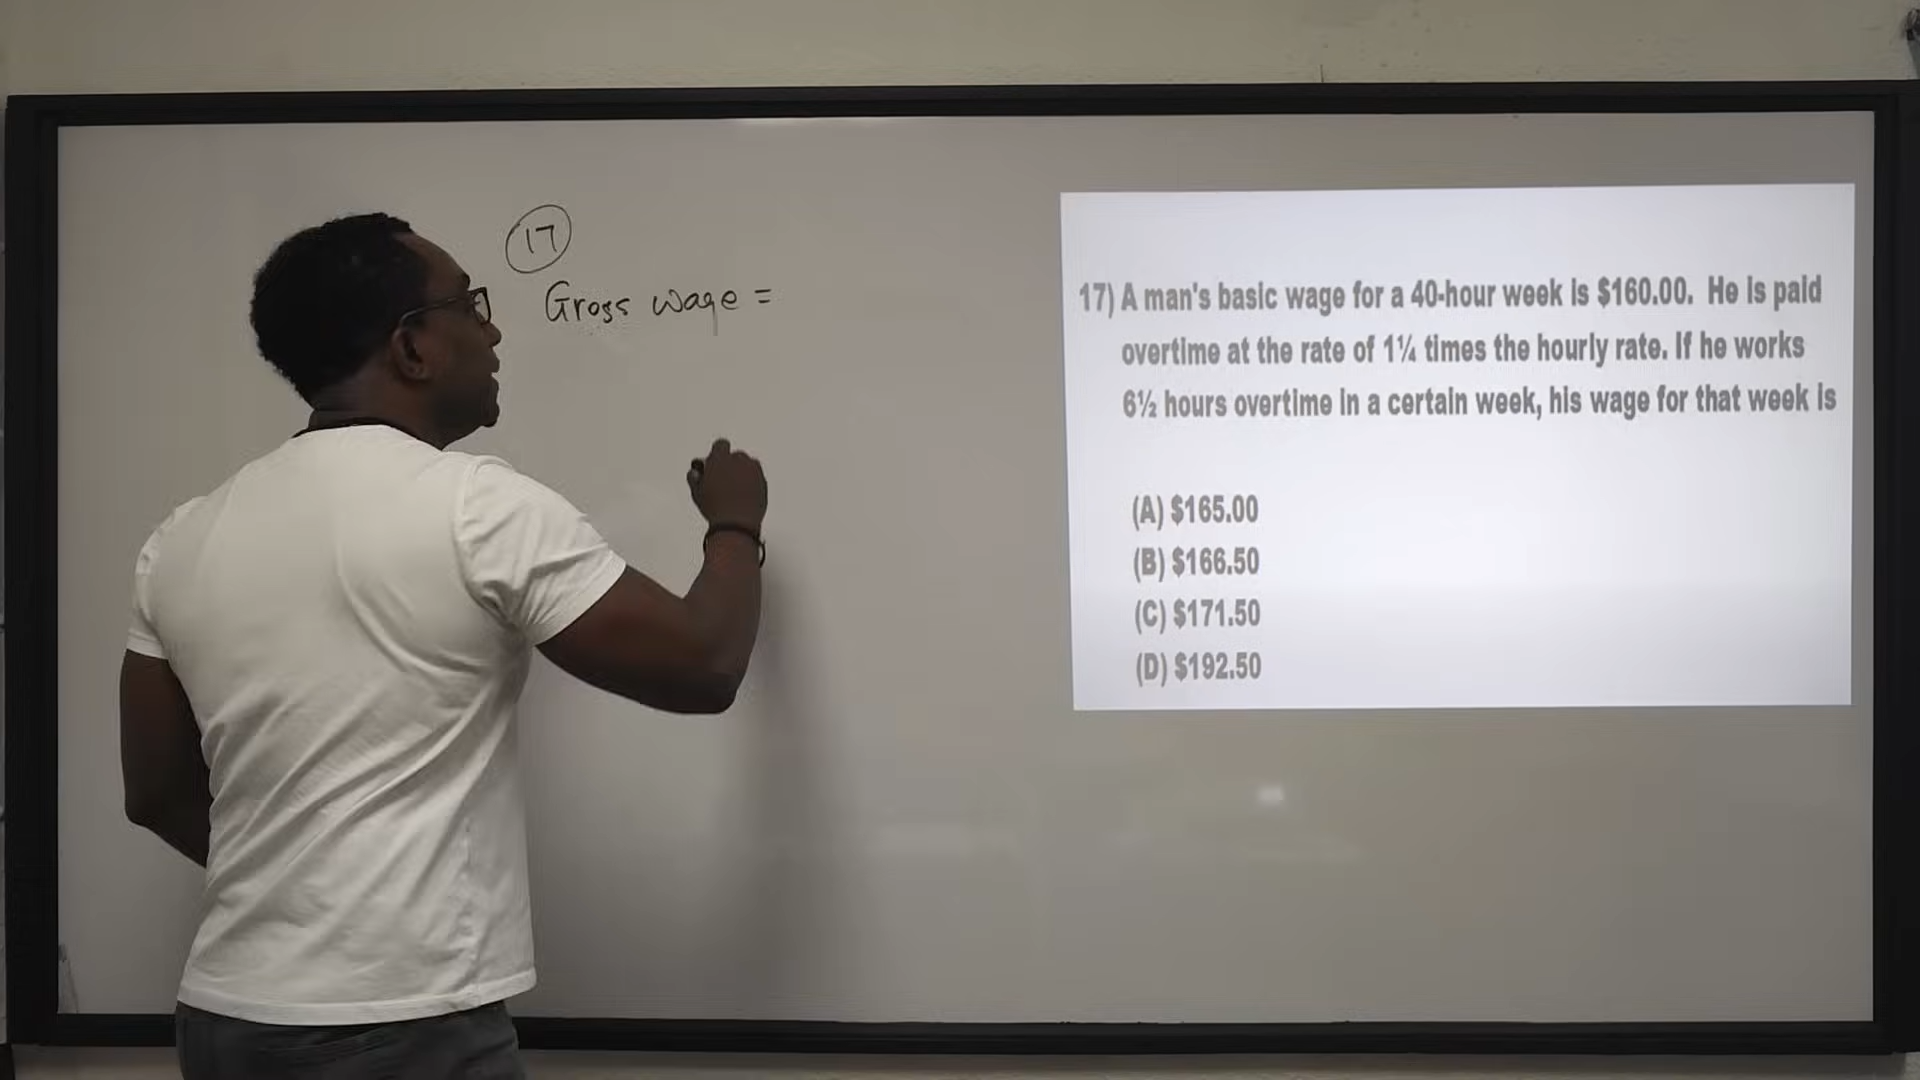 17
Gross wage =
17) A man's basic wage for a 40-hour week is $160.00. He is paid
overtime at the rate of 1¼ times the hourly rate. If he works
6½ hours overtime in a certain week, his wage for that week is
(A) $165.00
(B) $166.50
(C) $171.50
(D) $192.50